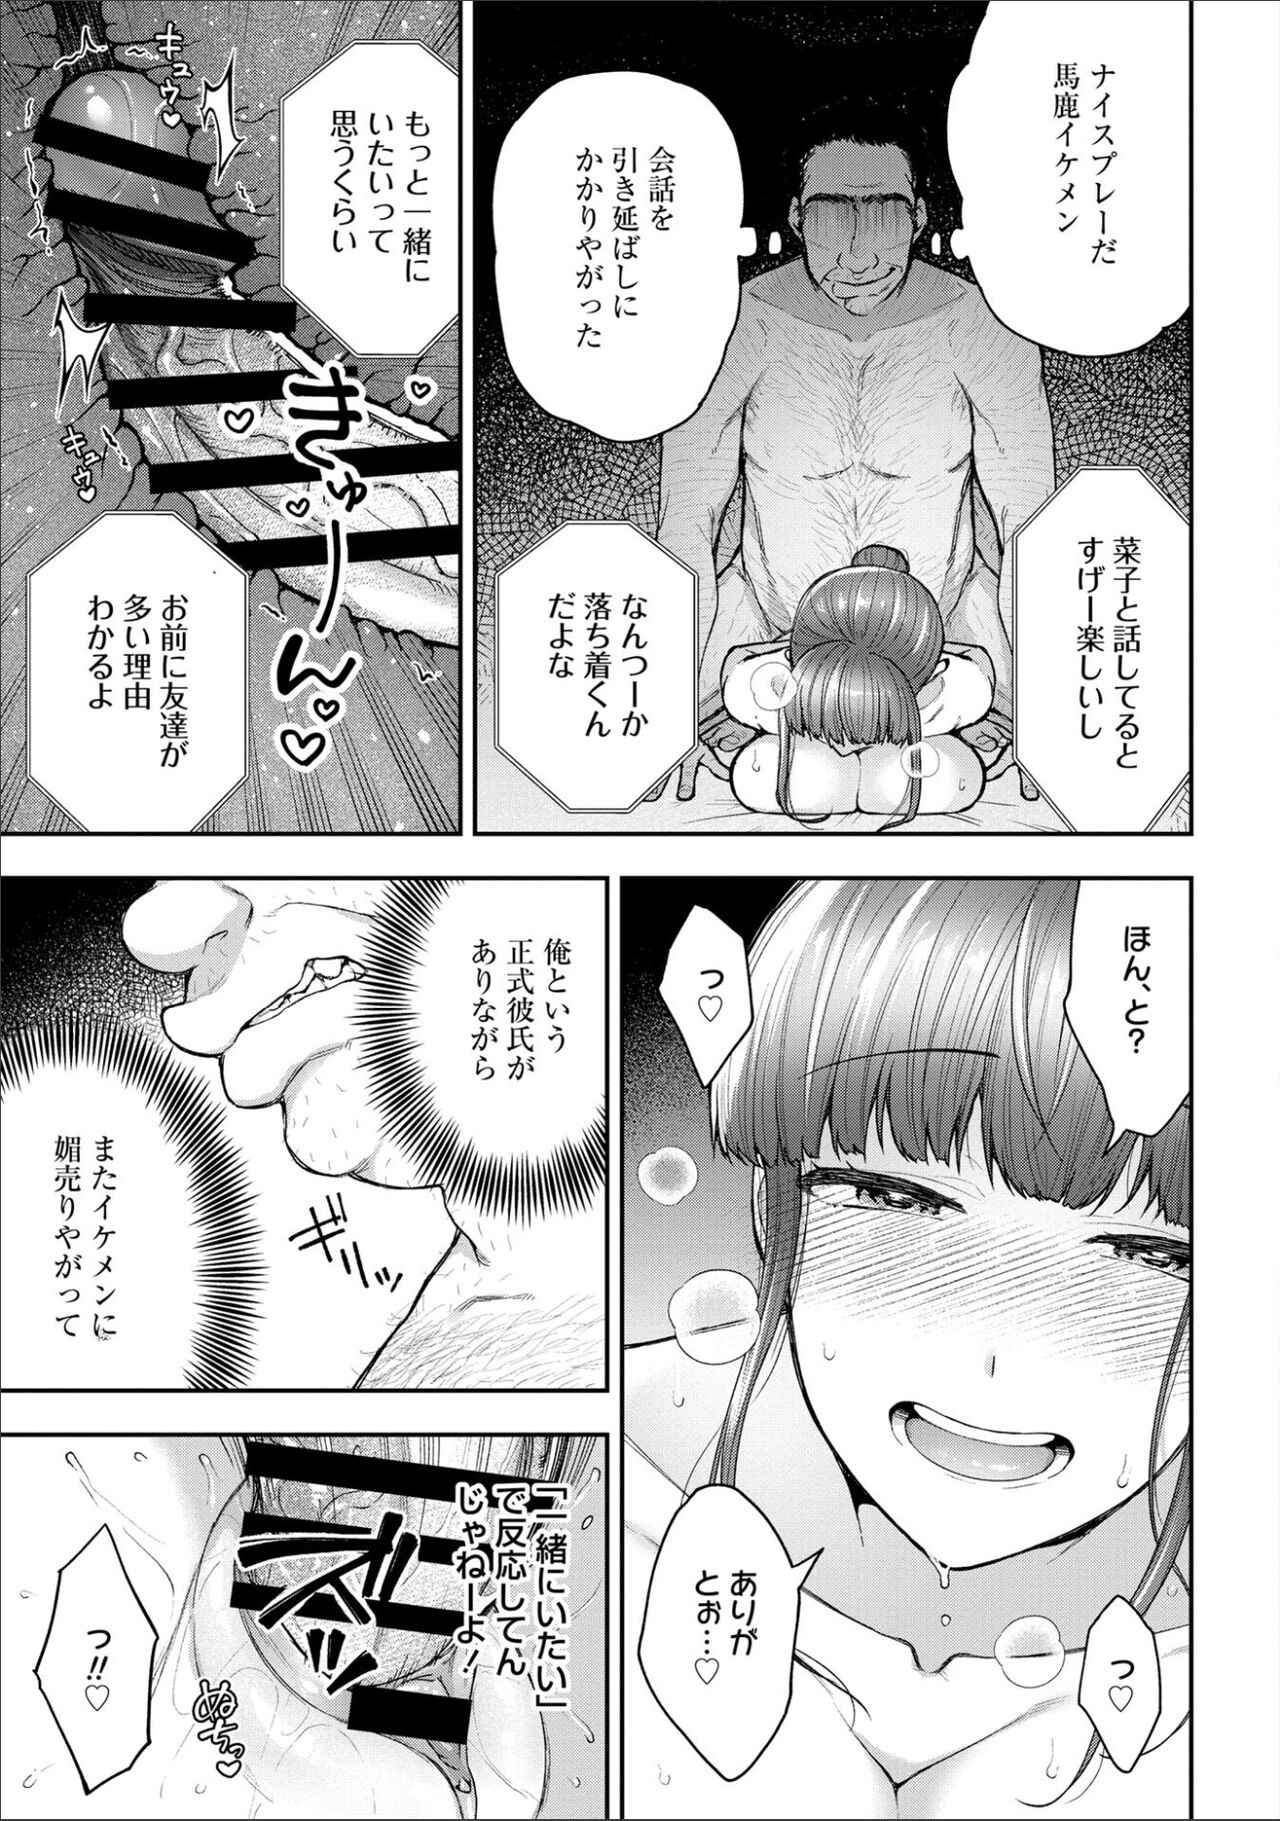 ナイスプレーだ
馬鹿イケメン
会話を
引き延ばしに
かかりやがった
菜子と話してると
すげー楽しいし
なんつーか
落ち着くんだよな
もっと一緒に
いたいって
思うくらい
お前に友達が
多い理由
わかるよ
キュウ♡
キュウ♡
きゅーん♡
ほん、と?
っ♡
ありが
とお…♡
っ♡
俺という
正式彼氏が
ありながら
またイケメンに
媚売りやがって
ギギッ
「一緒にいたい」
で反応してん
じゃねーよ!
ズズ
っ!!♡
ぬちっ♡